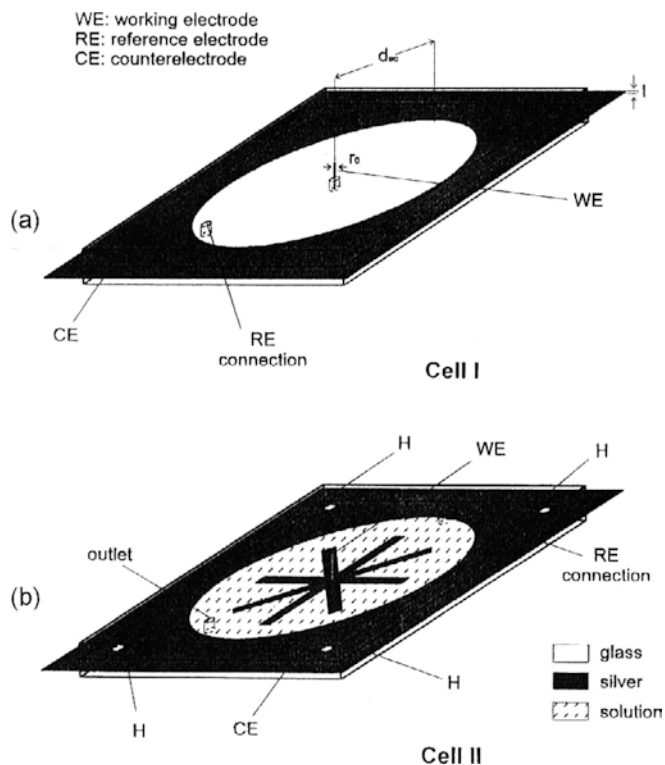 WE: working electrode
RE: reference electrode
CE: counterelectrode
d∞
l
r₀
WE
(a)
CE
RE
connection
Cell I
H
WE
H
outlet
RE
connection
(b)
glass
silver
solution
H
H
CE
Cell II